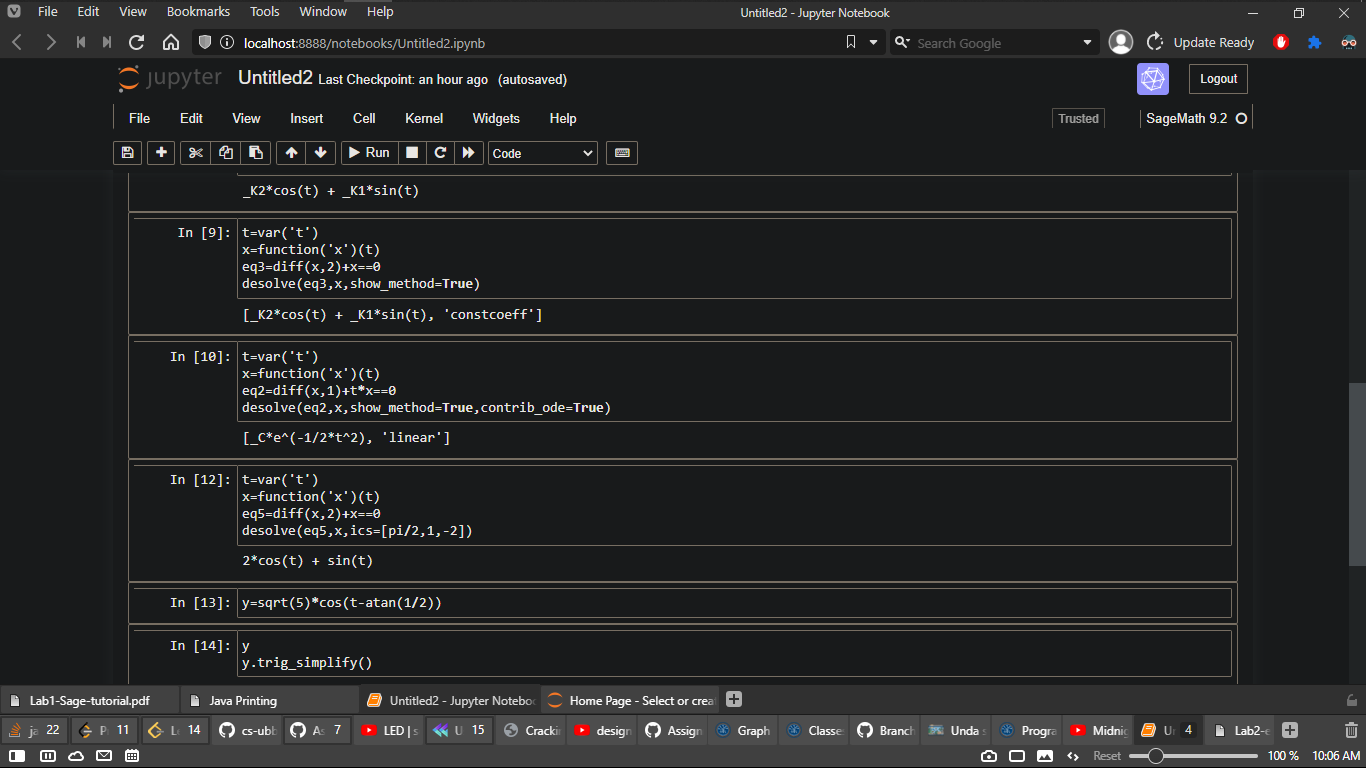 File Edit View Bookmarks Tools Window Help
Untitled2 - Jupyter Notebook
localhost:8888/notebooks/Untitled2.ipynb
Search Google
Update Ready
jupyter Untitled2 Last Checkpoint: an hour ago (autosaved)
Logout
File Edit View Insert Cell Kernel Widgets Help
Trusted
SageMath 9.2
Run
Code
_K2*cos(t) + _K1*sin(t)
In [9]: t=var('t')
x=function('x')(t)
eq3=diff(x,2)+x==0
desolve(eq3,x,show_method=True)
[_K2*cos(t) + _K1*sin(t), 'constcoeff']
In [10]: t=var('t')
x=function('x')(t)
eq2=diff(x,1)+t*x==0
desolve(eq2,x,show_method=True,contrib_ode=True)
[_C*e^(-1/2*t^2), 'linear']
In [12]: t=var('t')
x=function('x')(t)
eq5=diff(x,2)+x==0
desolve(eq5,x,ics=[pi/2,1,-2])
2*cos(t) + sin(t)
In [13]: y=sqrt(5)*cos(t-atan(1/2))
In [14]: y
y.trig_simplify()
Lab1-Sage-tutorial.pdf Java Printing Untitled2 - Jupyter Noteboo Home Page - Select or crea
ja 22 P 11 L 14 cs-ubb As 7 LED | s U 15 Cracki design Assign Graph Classe Branch Unda s Progra Midnig Un 4 Lab2-e
Reset 100 % 10:06 AM